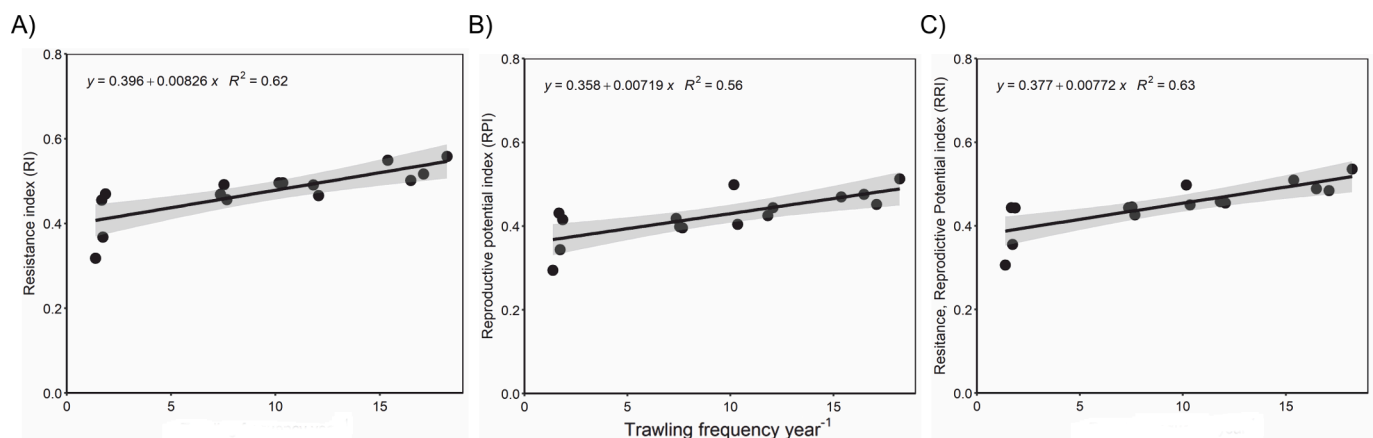 A)
Resistance index (RI)
0.8
0.6
0.4
0.2
0.0
y = 0.396 + 0.00826 x R² = 0.62
0 5 10 15
B)
Reproductive potential index (RPI)
0.8
0.6
0.4
0.2
0.0
y = 0.358 + 0.00719 x R² = 0.56
0 5 10 15
Trawling frequency year⁻¹
C)
Resitance, Reprodictive Potential index (RRI)
0.8
0.6
0.4
0.2
0.0
y = 0.377 + 0.00772 x R² = 0.63
0 5 10 15